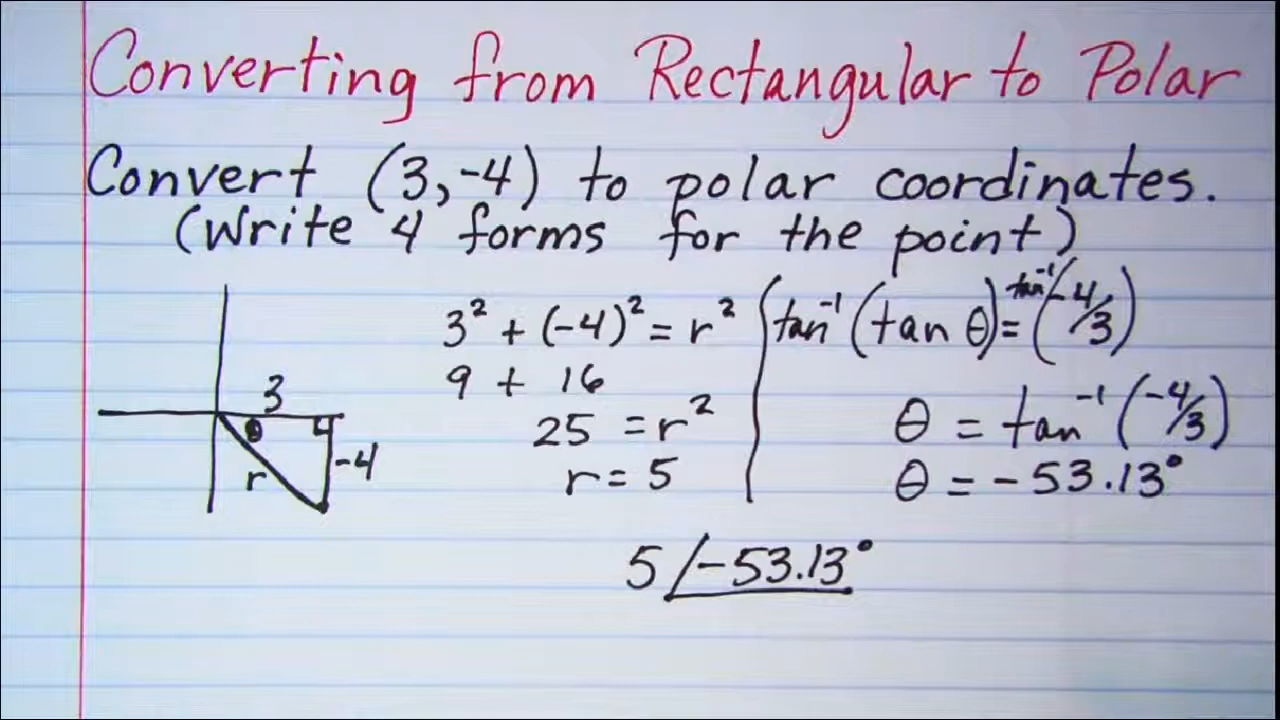 Converting from Rectangular to Polar
Convert (3,-4) to polar coordinates.
(Write 4 forms for the point)
3
θ
r
-4
3² + (-4)² = r²
9 + 16
25 = r²
r = 5
tan⁻¹(tan θ) = tan⁻¹(-4/3)
θ = tan⁻¹(-4/3)
θ = -53.13°
5 /-53.13°